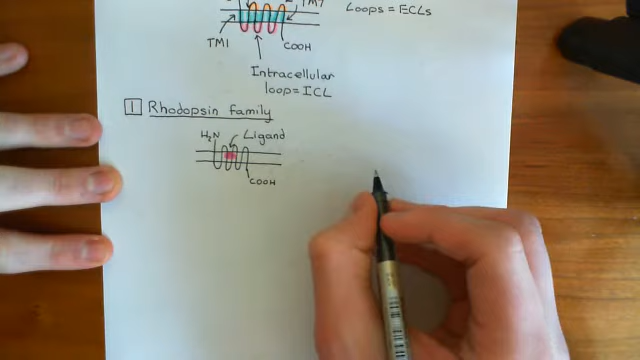 TM7
Loops = ECLs
TM1
COOH
Intracellular
loop = ICL
1 Rhodopsin family
H2N
Ligand
COOH